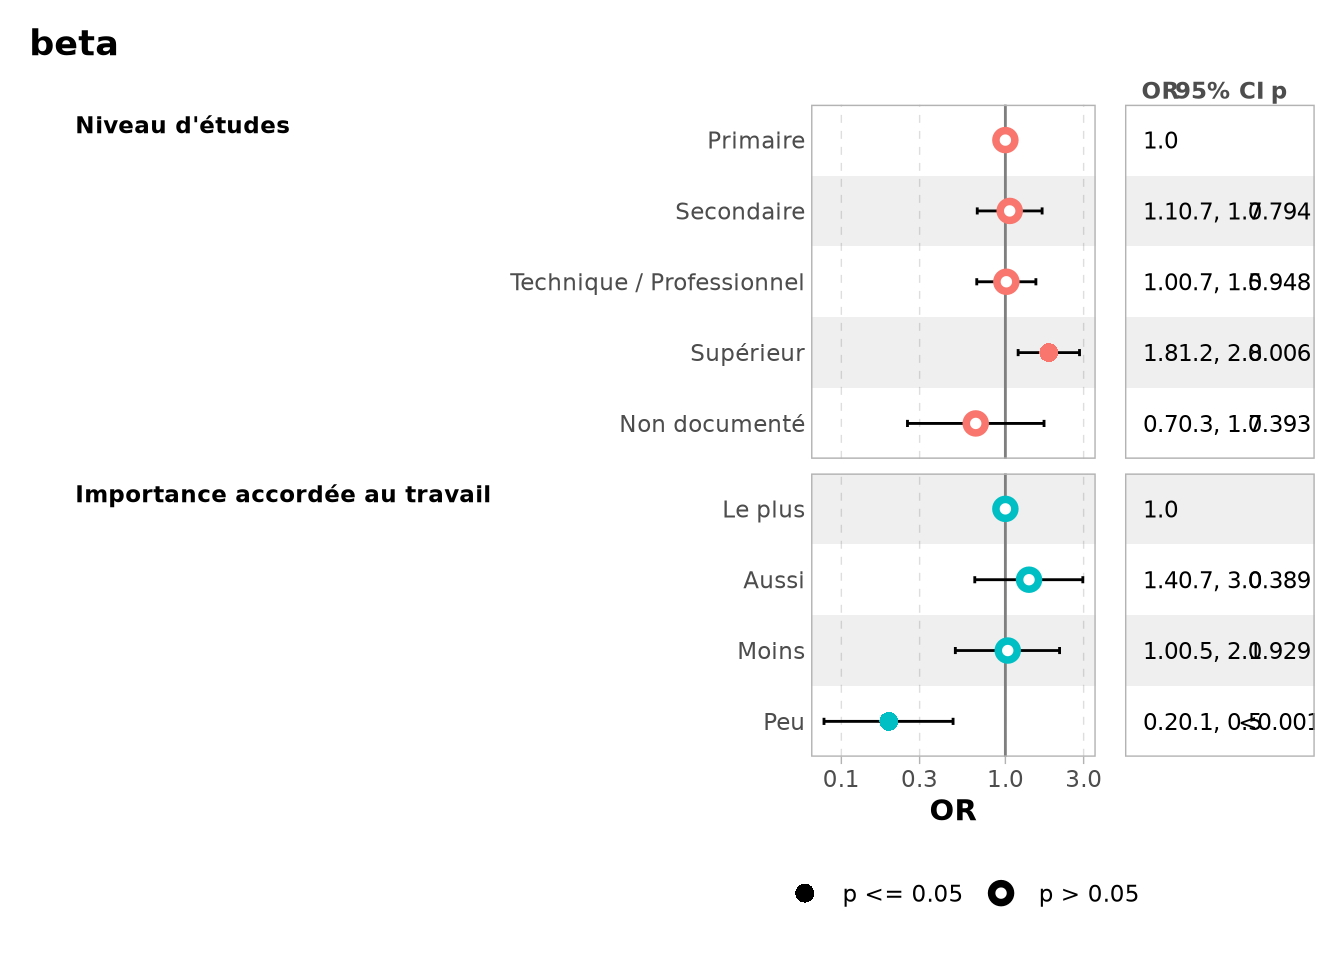 beta
OR 95% CI p
Niveau d'études
Primaire 1.0
Secondaire 1.1 0.7, 1.7 0.794
Technique / Professionnel 1.0 0.7, 1.5 0.948
Supérieur 1.8 1.2, 2.8 0.006
Non documenté 0.7 0.3, 1.7 0.393
Importance accordée au travail
Le plus 1.0
Aussi 1.4 0.7, 3.0 0.389
Moins 1.0 0.5, 2.1 0.929
Peu 0.2 0.1, 0.5 <0.001
0.1 0.3 1.0 3.0
OR
p <= 0.05 p > 0.05